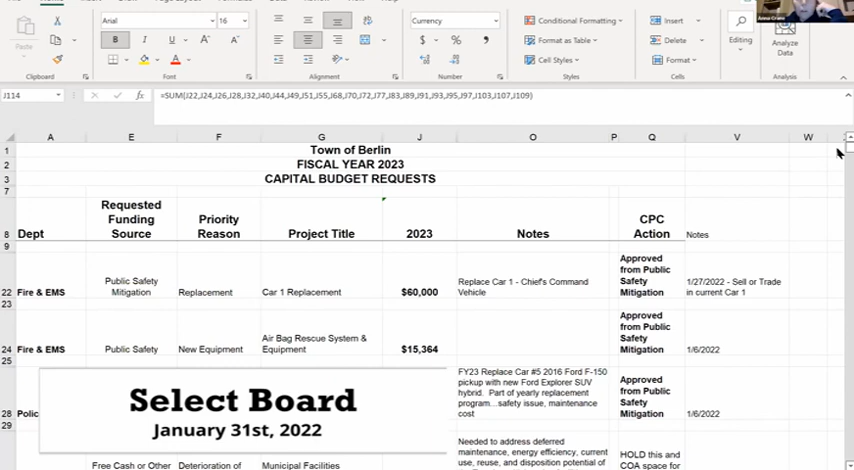 Arial
16
Currency
Conditional Formatting
Format as Table
Cell Styles
Insert
Delete
Format
Editing
Analyze
Data
Paste
B I U
$ % ,
Clipboard
Font
Alignment
Number
Styles
Cells
Analysis
J114
fx
=SUM(J22,J24,J26,J28,J32,J40,J44,J49,J51,J55,J68,J70,J72,J77,J83,J89,J91,J93,J95,J97,J103,J107,J109)
A E F G J O P Q V W
1 Town of Berlin
2 FISCAL YEAR 2023
3 CAPITAL BUDGET REQUESTS
7
8 Dept
Requested
Funding
Source
Priority
Reason
Project Title
2023
Notes
CPC
Action
Notes
9
22 Fire & EMS
Public Safety
Mitigation
Replacement
Car 1 Replacement
$60,000
Replace Car 1 - Chief's Command
Vehicle
Approved
from Public
Safety
Mitigation
1/27/2022 - Sell or Trade
in current Car 1
23
24 Fire & EMS
Public Safety
New Equipment
Air Bag Rescue System &
Equipment
$15,364
Approved
from Public
Safety
Mitigation
1/6/2022
25
28 Polic
FY23 Replace Car #5 2016 Ford F-150
pickup with new Ford Explorer SUV
hybrid. Part of yearly replacement
program...safety issue, maintenance
cost
Approved
from Public
Safety
Mitigation
1/6/2022
29
Select Board
January 31st, 2022
Free Cash or Other
Deterioration of
Municipal Facilities
Needed to address deferred
maintenance, energy efficiency, current
use, reuse, and disposition potential of
HOLD this and
COA space for